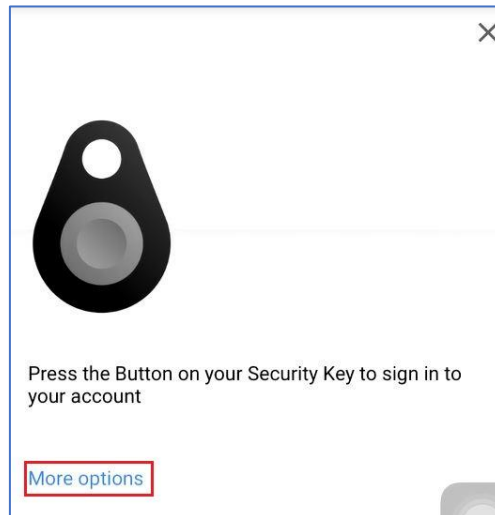 Press the Button on your Security Key to sign in to
your account
More options